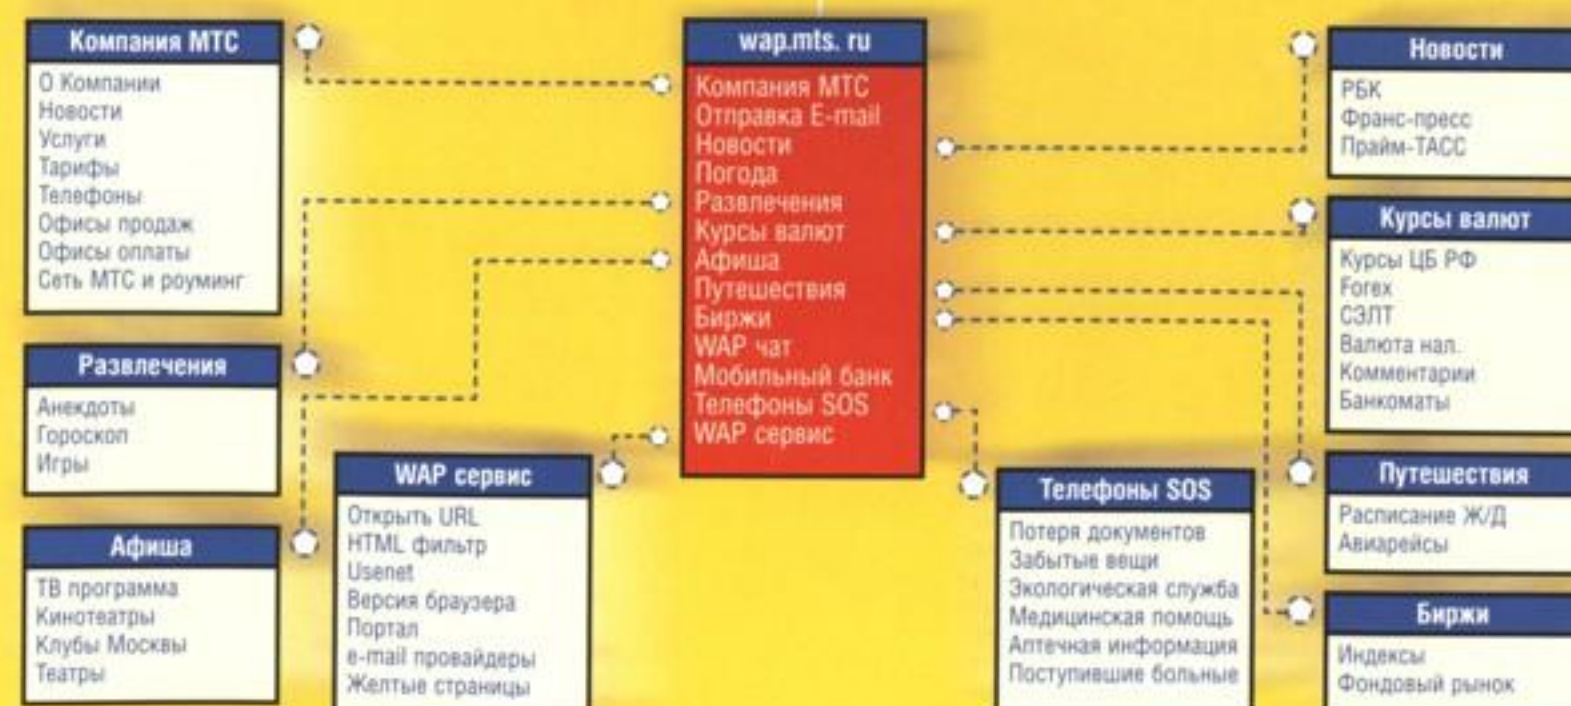 Компания МТС
О Компании
Новости
Услуги
Тарифы
Телефоны
Офисы продаж
Офисы оплаты
Сеть МТС и роуминг
Развлечения
Анекдоты
Гороскоп
Игры
Афиша
ТВ программа
Кинотеатры
Клубы Москвы
Театры
WAP сервис
Открыть URL
HTML фильтр
Usenet
Версия браузера
Портал
e-mail провайдеры
Желтые страницы
wap.mts. ru
Компания МТС
Отправка E-mail
Новости
Погода
Развлечения
Курсы валют
Афиша
Путешествия
Биржи
WAP чат
Мобильный банк
Телефоны SOS
WAP сервис
Телефоны SOS
Потеря документов
Забытые вещи
Экологическая служба
Медицинская помощь
Аптечная информация
Поступившие больные
Новости
РБК
Франс-пресс
Прайм-ТАСС
Курсы валют
Курсы ЦБ РФ
Forex
СЭЛТ
Валюта нал.
Комментарии
Банкоматы
Путешествия
Расписание Ж/Д
Авиарейсы
Биржи
Индексы
Фондовый рынок